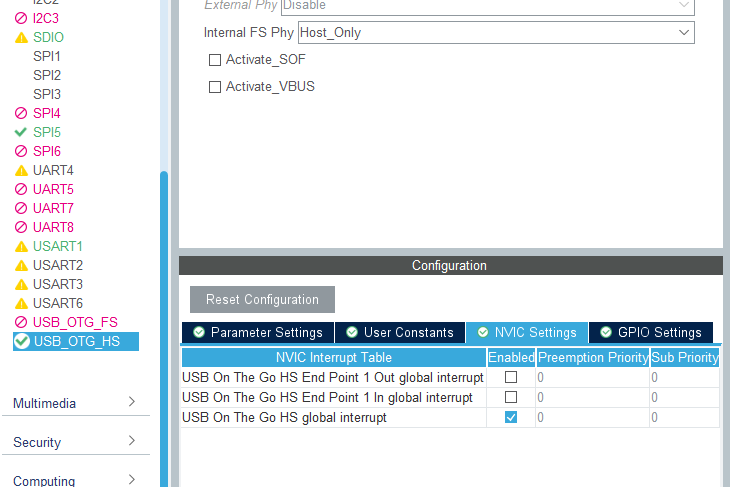 I2C2
I2C3
SDIO
SPI1
SPI2
SPI3
SPI4
SPI5
SPI6
UART4
UART5
UART7
UART8
USART1
USART2
USART3
USART6
USB_OTG_FS
USB_OTG_HS
Multimedia
Security
Computing
External Phy Disable
Internal FS Phy Host_Only
Activate_SOF
Activate_VBUS
Configuration
Reset Configuration
Parameter Settings User Constants NVIC Settings GPIO Settings
NVIC Interrupt Table Enabled Preemption Priority Sub Priority
USB On The Go HS End Point 1 Out global interrupt 0 0
USB On The Go HS End Point 1 In global interrupt 0 0
USB On The Go HS global interrupt 0 0